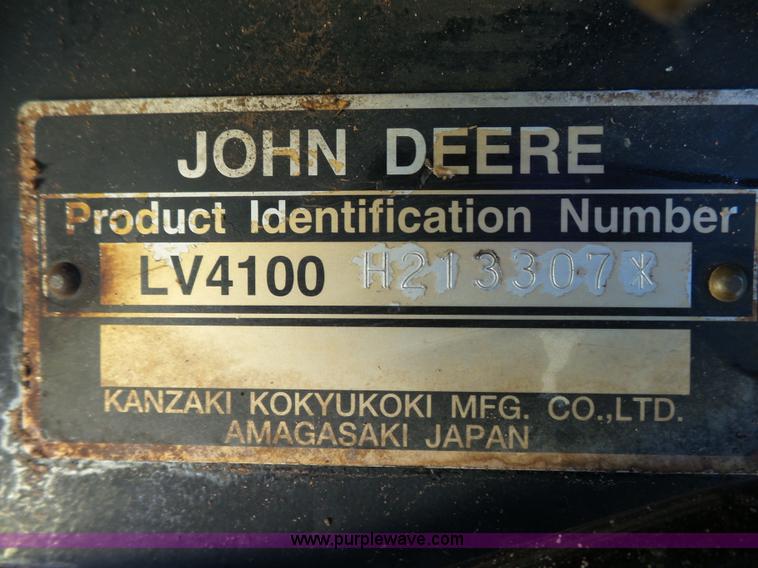 JOHN DEERE
Product Identification Number
LV4100 H213307*
KANZAKI KOKYUKOKI MFG. CO.,LTD.
AMAGASAKI JAPAN
www.purplewave.com